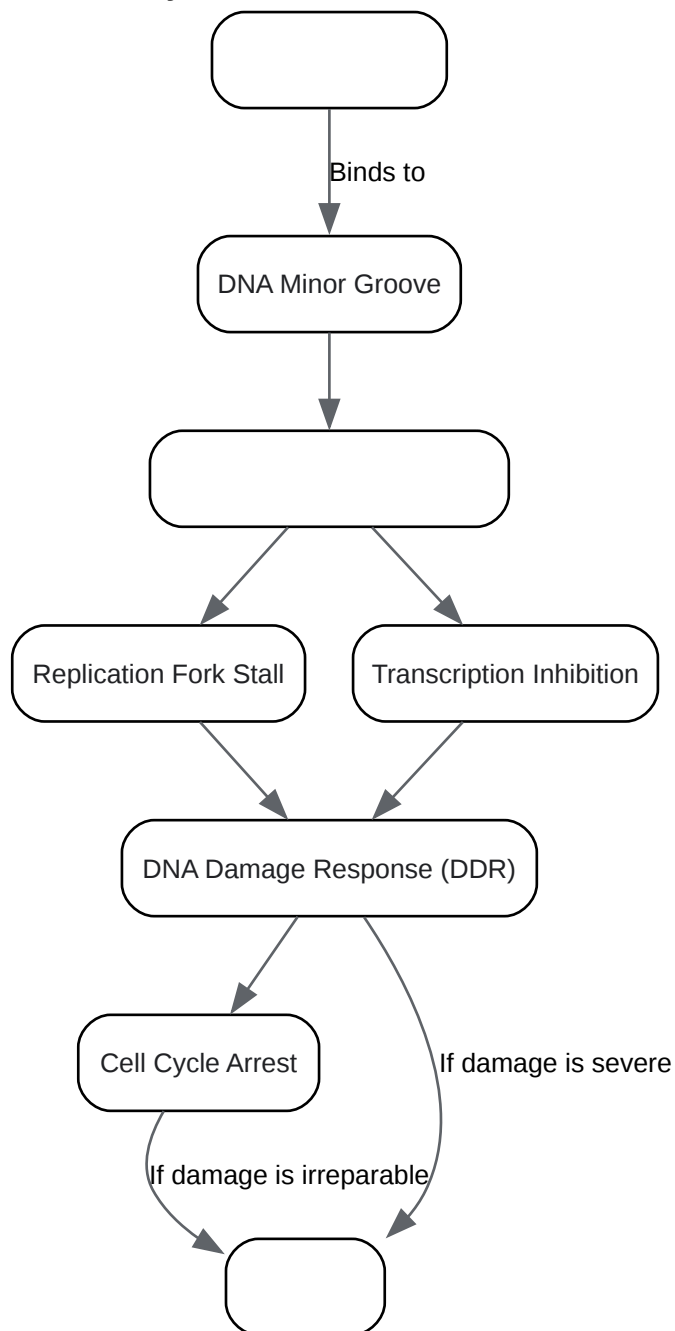 Binds to
DNA Minor Groove
Replication Fork Stall
Transcription Inhibition
DNA Damage Response (DDR)
Cell Cycle Arrest
If damage is severe
If damage is irreparable